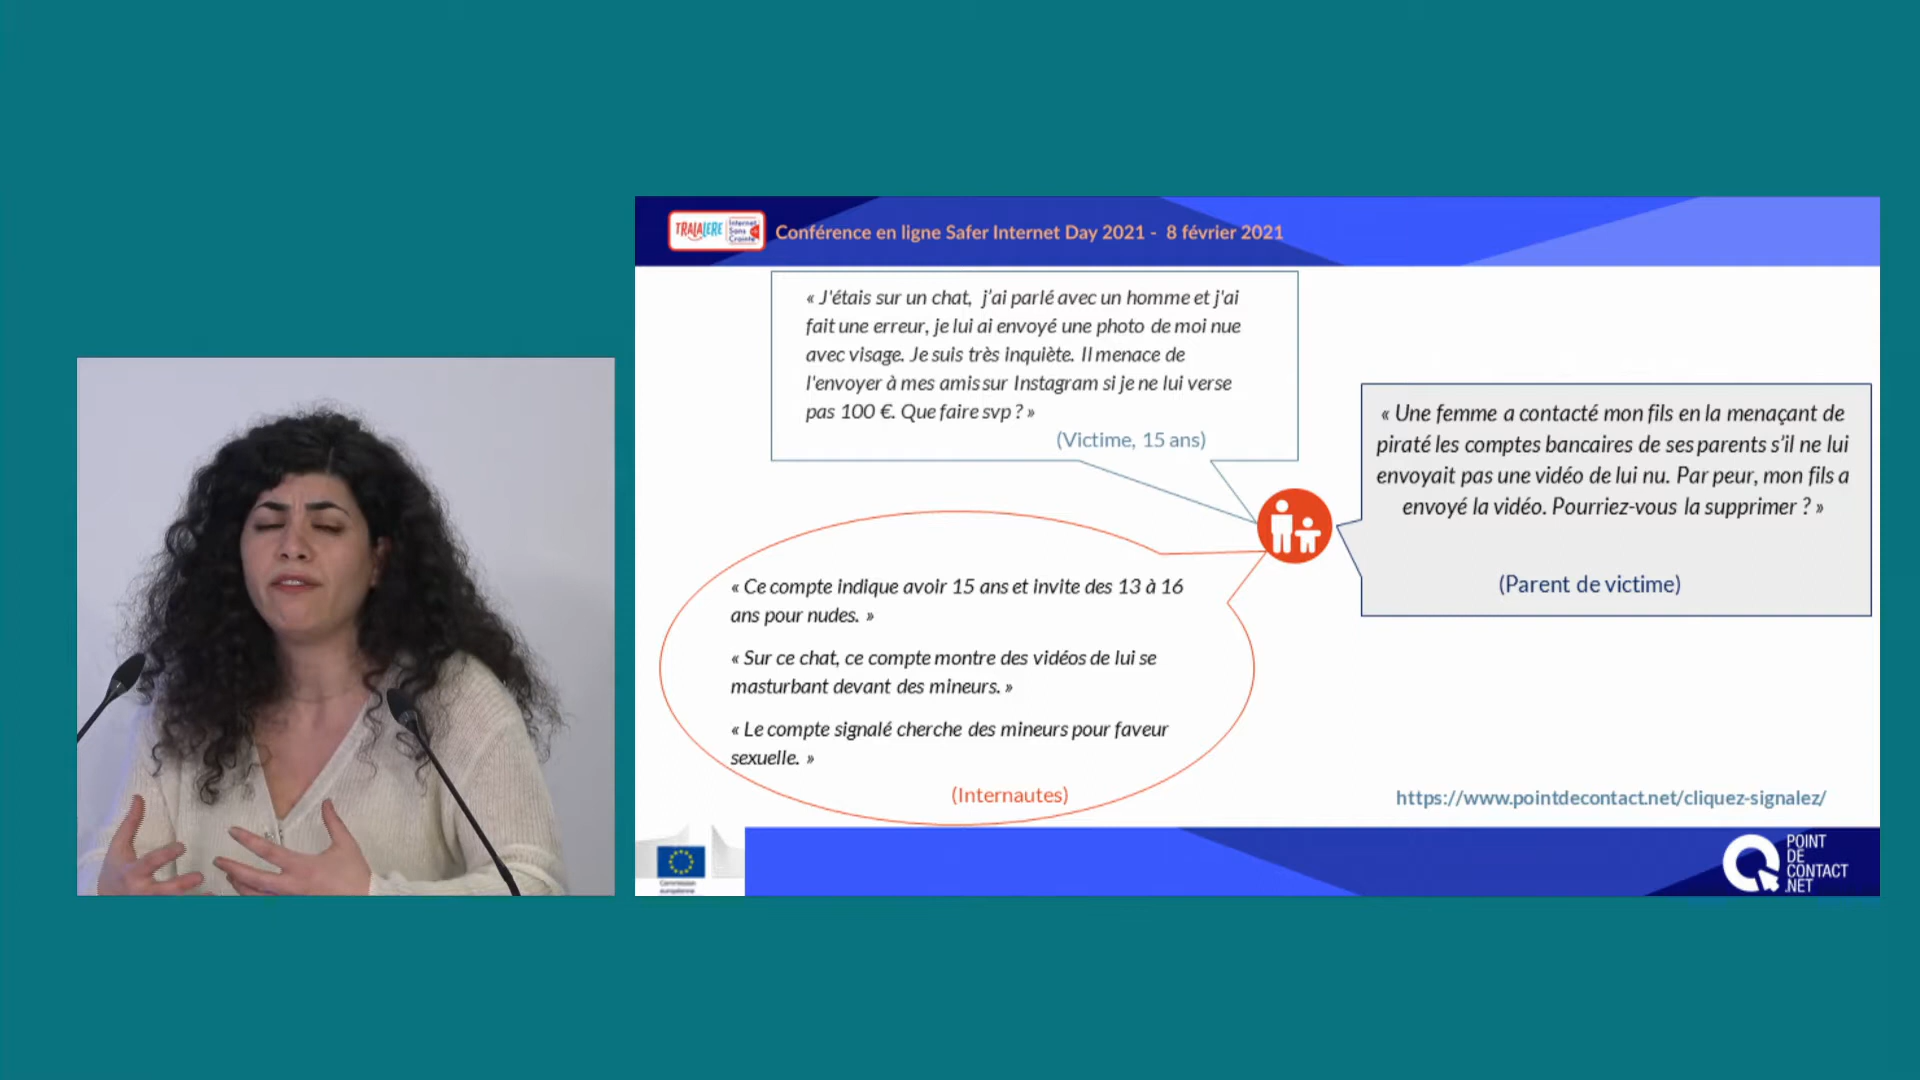 TRALALERE
Internet
Sans
Crainte
Conférence en ligne Safer Internet Day 2021 - 8 février 2021
« J'étais sur un chat, j'ai parlé avec un homme et j'ai
fait une erreur, je lui ai envoyé une photo de moi nue
avec visage. Je suis très inquiète. Il menace de
l'envoyer à mes amis sur Instagram si je ne lui verse
pas 100 €. Que faire svp ? »
(Victime, 15 ans)
« Une femme a contacté mon fils en la menaçant de
piraté les comptes bancaires de ses parents s'il ne lui
envoyait pas une vidéo de lui nu. Par peur, mon fils a
envoyé la vidéo. Pourriez-vous la supprimer ? »
(Parent de victime)
« Ce compte indique avoir 15 ans et invite des 13 à 16
ans pour nudes. »
« Sur ce chat, ce compte montre des vidéos de lui se
masturbant devant des mineurs. »
« Le compte signalé cherche des mineurs pour faveur
sexuelle. »
(Internautes)
https://www.pointdecontact.net/cliquez-signalez/
Commission
européenne
POINT
DE
CONTACT
.NET